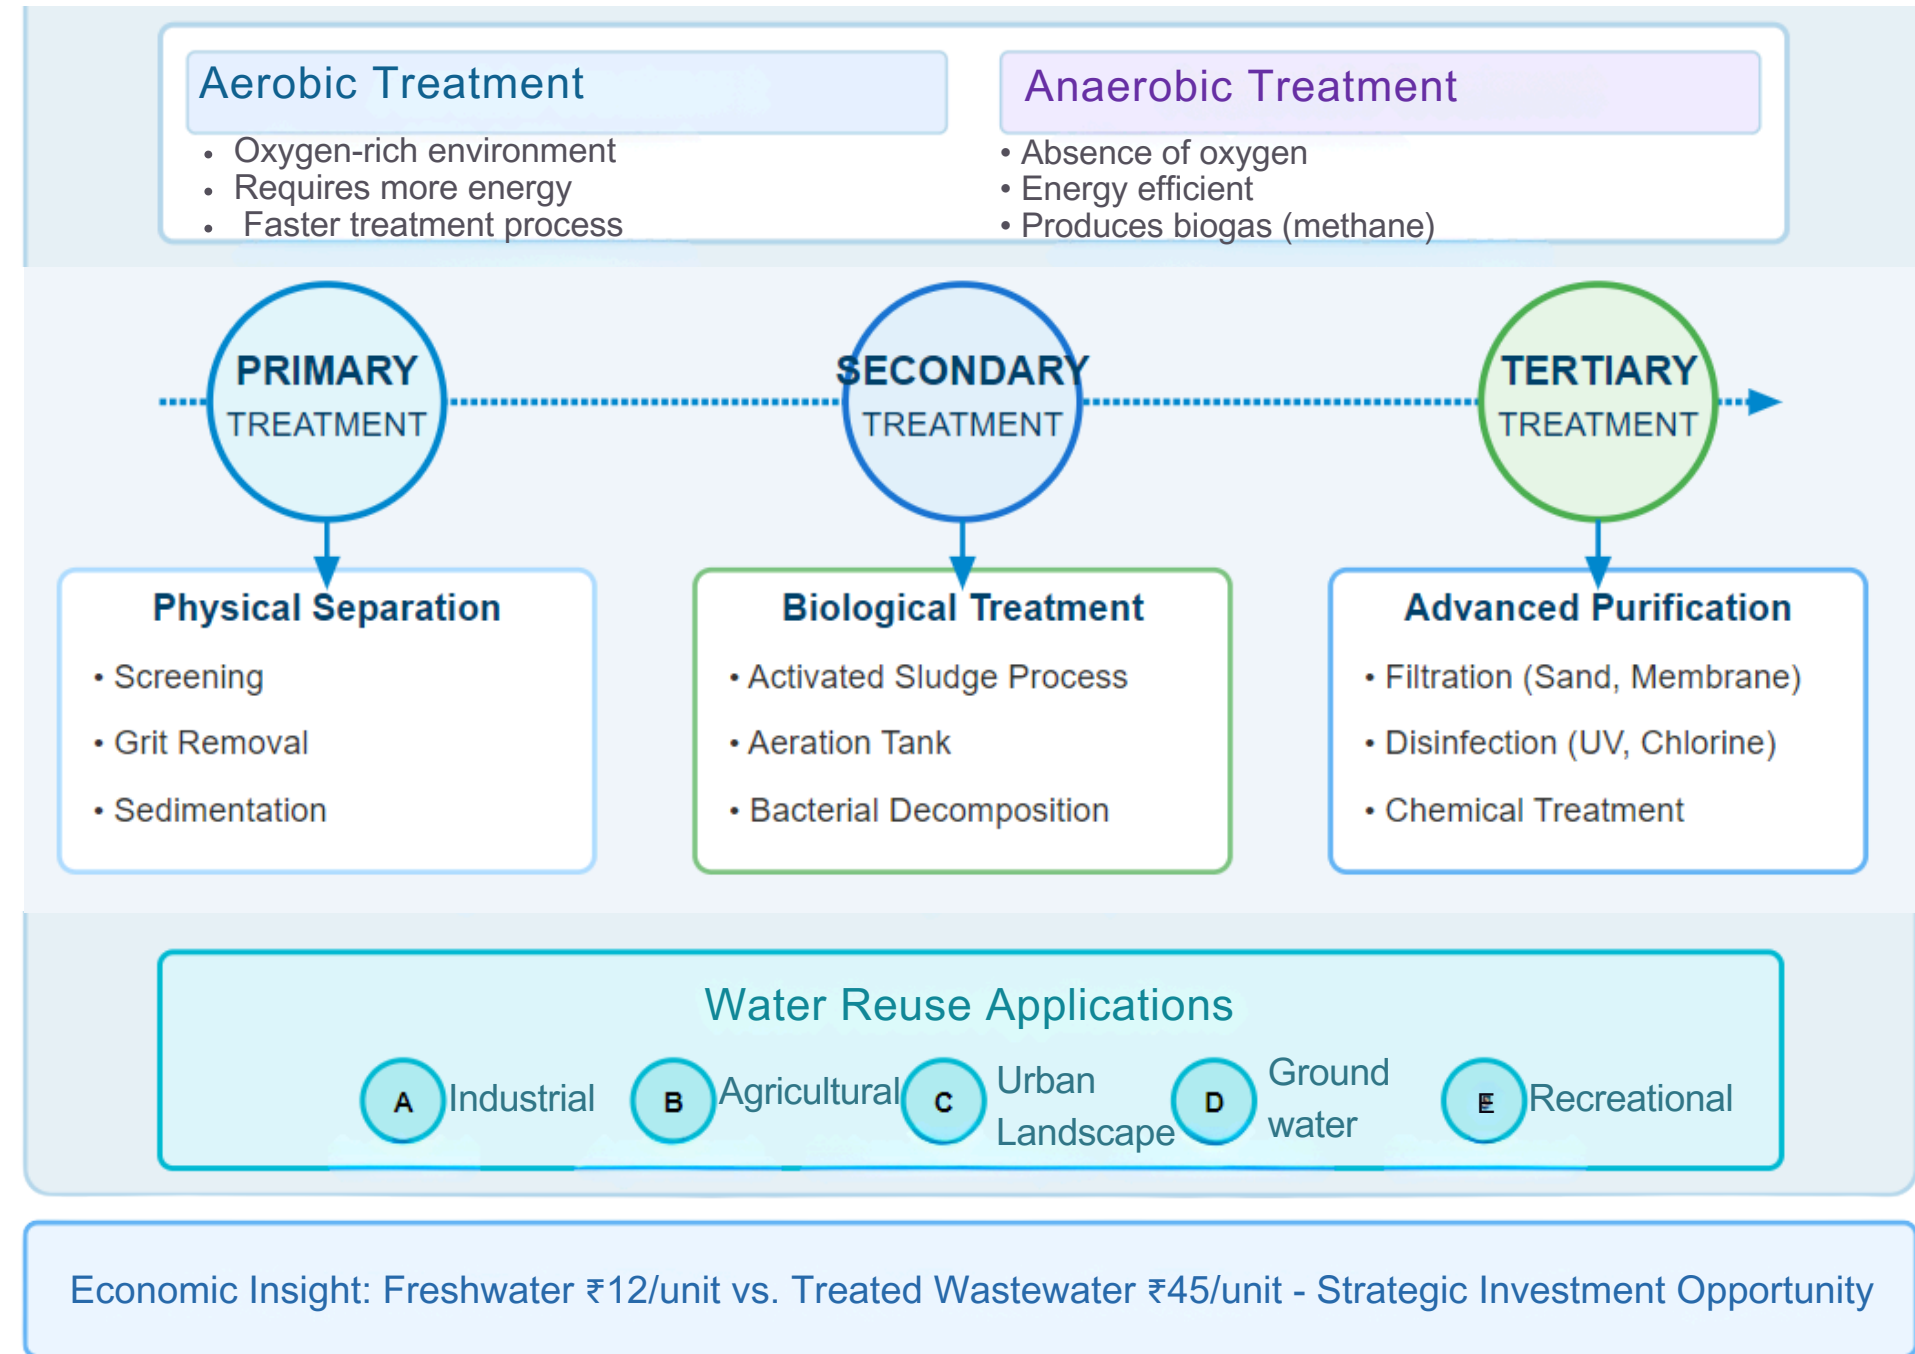 Aerobic Treatment
• Oxygen-rich environment
• Requires more energy
• Faster treatment process
Anaerobic Treatment
• Absence of oxygen
• Energy efficient
• Produces biogas (methane)
PRIMARY
TREATMENT
SECONDARY
TREATMENT
TERTIARY
TREATMENT
Physical Separation
• Screening
• Grit Removal
• Sedimentation
Biological Treatment
• Activated Sludge Process
• Aeration Tank
• Bacterial Decomposition
Advanced Purification
• Filtration (Sand, Membrane)
• Disinfection (UV, Chlorine)
• Chemical Treatment
Water Reuse Applications
A Industrial
B Agricultural
C Urban
Landscape
D Ground
water
E Recreational
Economic Insight: Freshwater ₹12/unit vs. Treated Wastewater ₹45/unit - Strategic Investment Opportunity